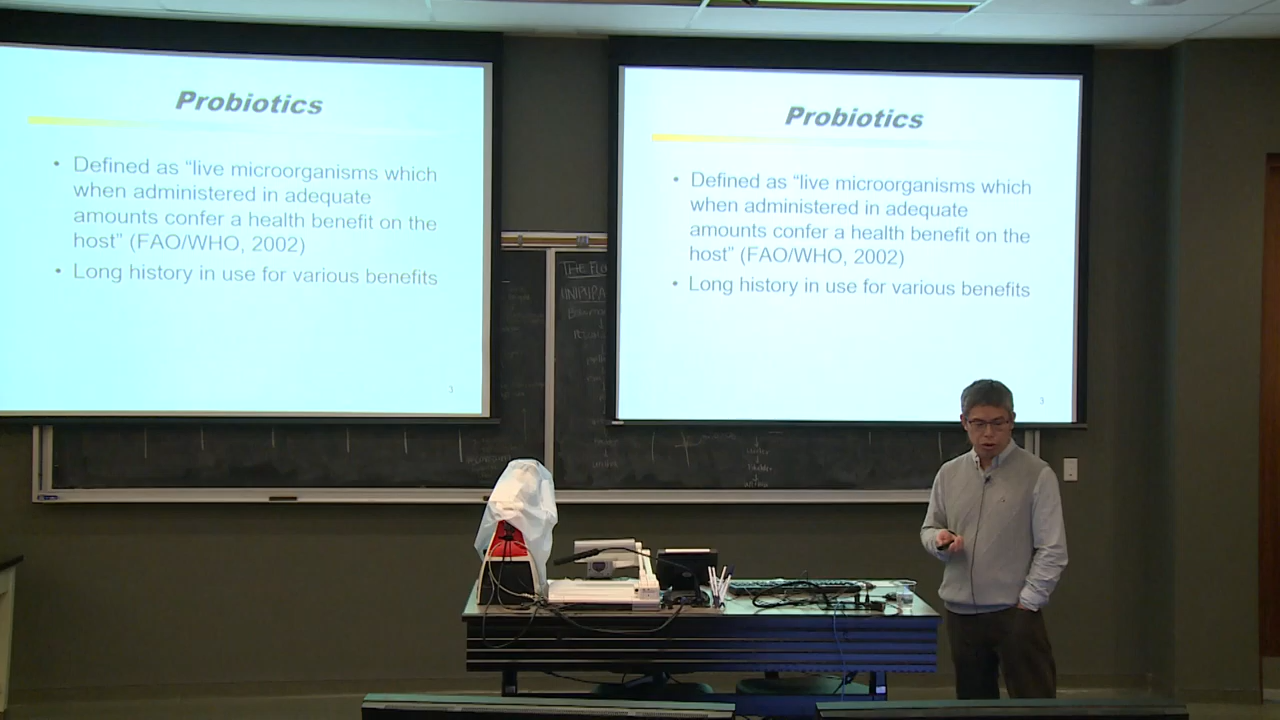 Probiotics
• Defined as “live microorganisms which
when administered in adequate
amounts confer a health benefit on the
host” (FAO/WHO, 2002)
• Long history in use for various benefits
3
Probiotics
• Defined as “live microorganisms which
when administered in adequate
amounts confer a health benefit on the
host” (FAO/WHO, 2002)
• Long history in use for various benefits
3
THE